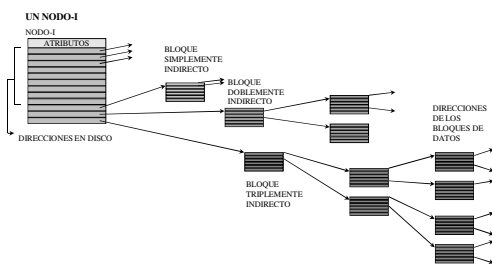 UN NODO-I
NODO-I
ATRIBUTOS
BLOQUE
SIMPLEMENTE
INDIRECTO
BLOQUE
DOBLEMENTE
INDIRECTO
DIRECCIONES
DE LOS
BLOQUES DE
DATOS
DIRECCIONES EN DISCO
BLOQUE
TRIPLEMENTE
INDIRECTO